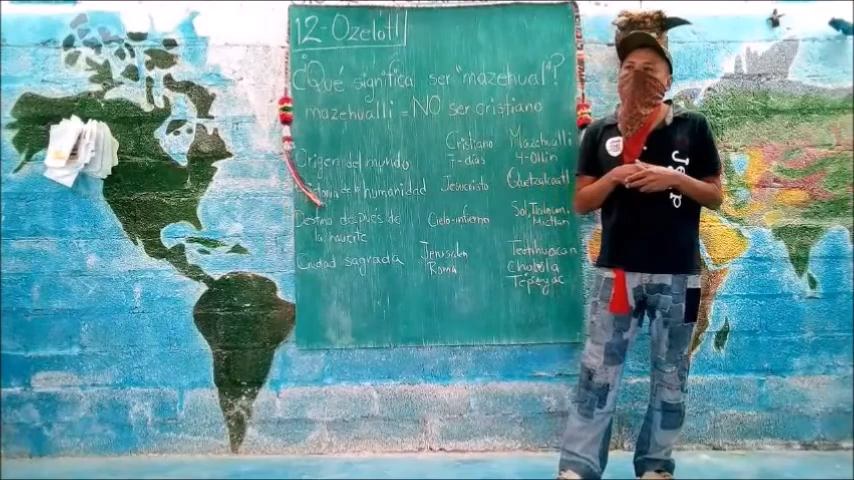 12-Ozelotl
¿Qué significa ser "mazehual"?
mazehualli = NO ser cristiano
Cristiano Mazehualli
Origen del mundo 7-días 4-Ollin
Historia de la humanidad Jesucristo Quetzalcoatl
Destino después de la muerte Cielo-infierno Sol, Tlalocan, Mictlan
Ciudad sagrada Jerusalen Roma Teotihuacan Cholula Tepeyac